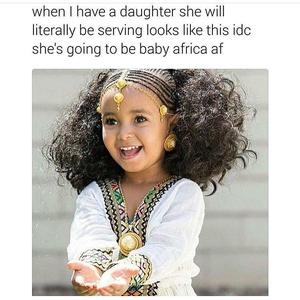 when I have a daughter she will
literally be serving looks like this idc
she's going to be baby africa af